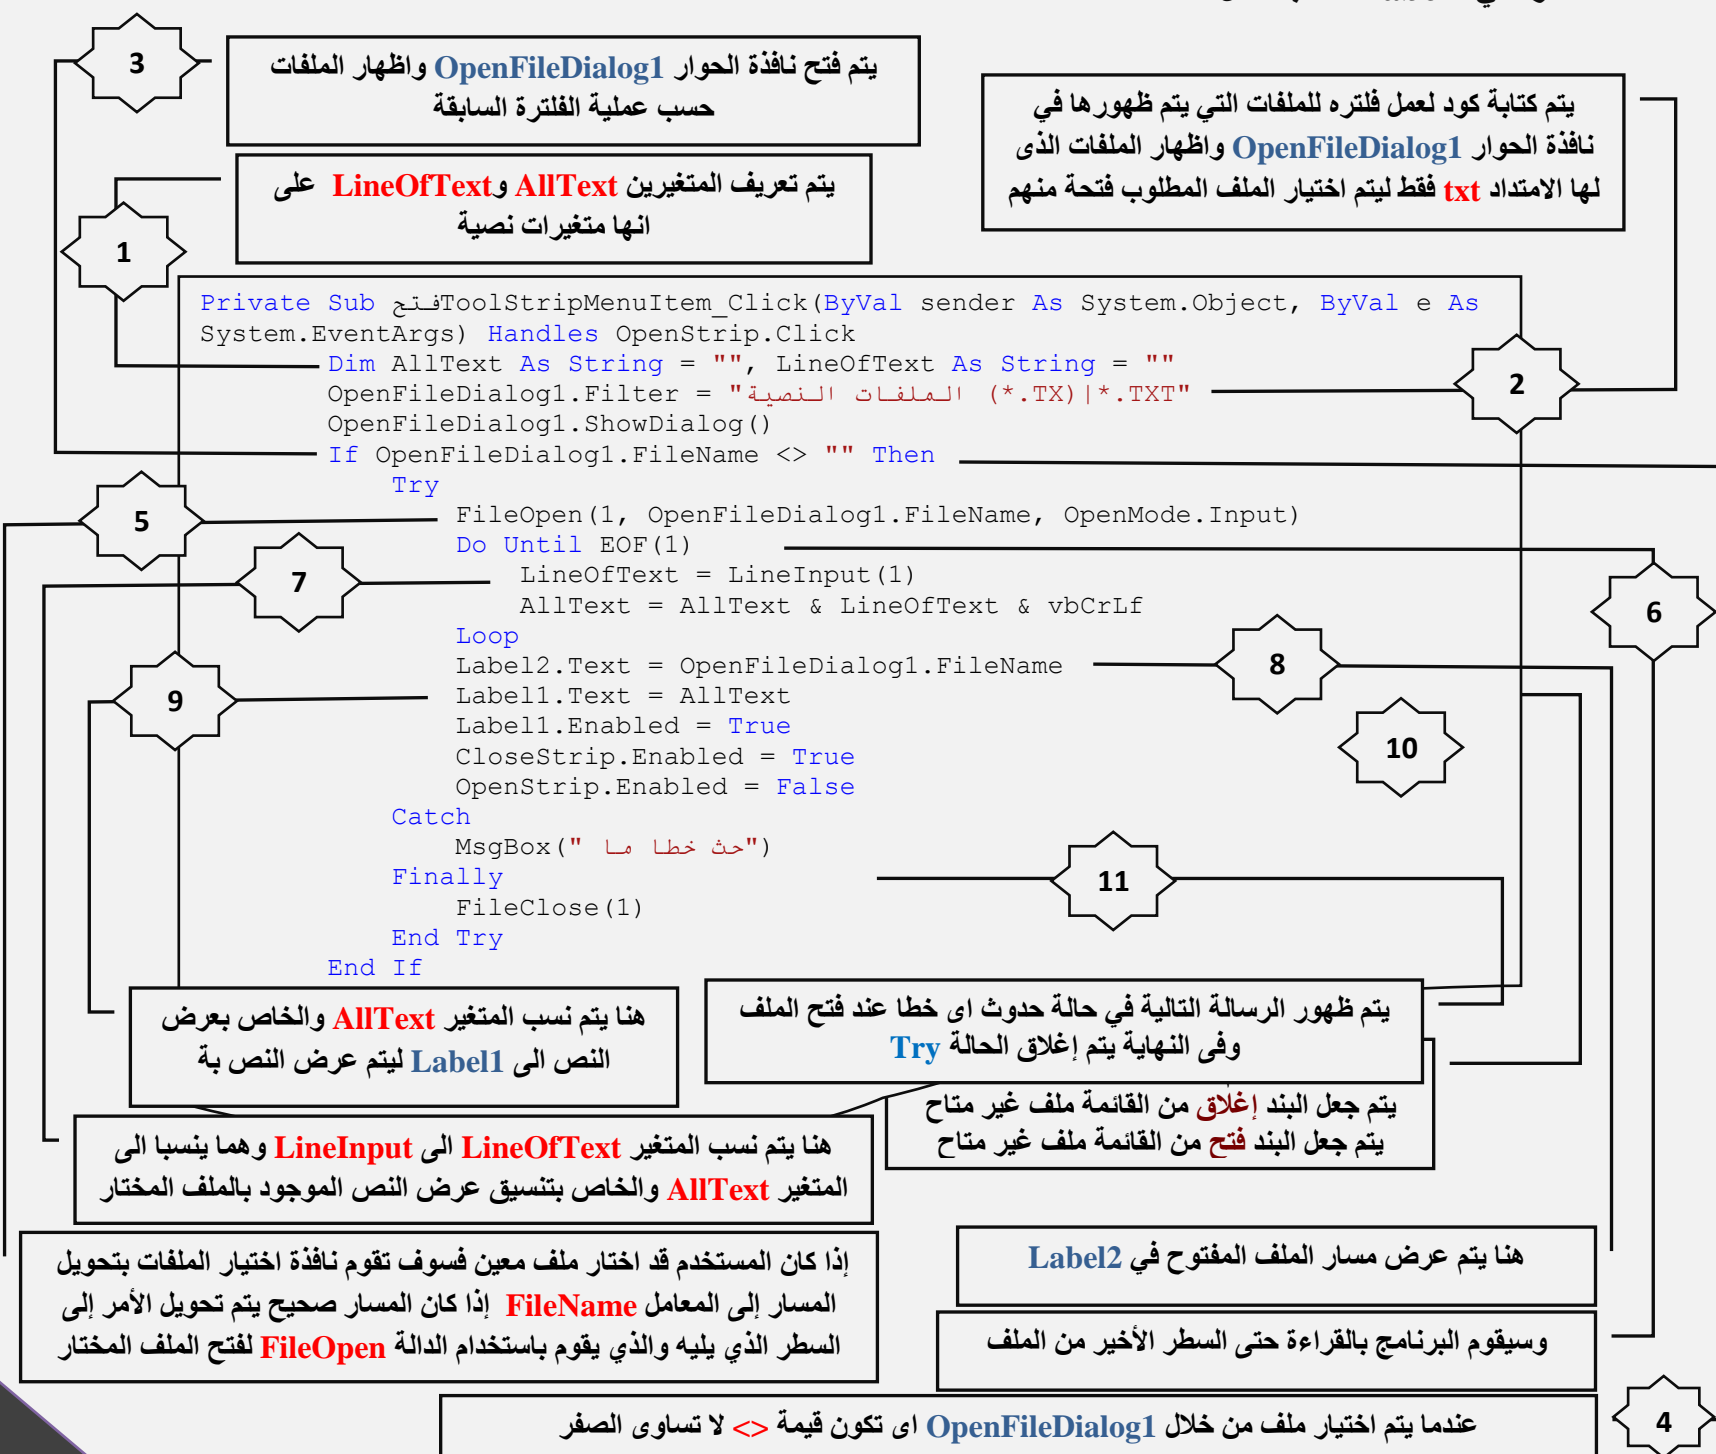 3
يتم فتح نافذة الحوار OpenFileDialog1 واظهار الملفات
حسب عملية الفلترة السابقة
يتم كتابة كود لعمل فلتره للملفات التي يتم ظهورها في
نافذة الحوار OpenFileDialog1 واظهار الملفات الذى
لها الامتداد txt فقط ليتم اختيار الملف المطلوب فتحة منهم
يتم تعريف المتغيرين AllText وLineOfText على
انها متغيرات نصية
1
Private Sub فتحToolStripMenuItem_Click(ByVal sender As System.Object, ByVal e As
System.EventArgs) Handles OpenStrip.Click
Dim AllText As String = "", LineOfText As String = ""
OpenFileDialog1.Filter = "الملفات النصية (*.TX)|*.TXT"
2
OpenFileDialog1.ShowDialog()
If OpenFileDialog1.FileName <> "" Then
Try
5
FileOpen(1, OpenFileDialog1.FileName, OpenMode.Input)
Do Until EOF(1)
7
LineOfText = LineInput(1)
AllText = AllText & LineOfText & vbCrLf
6
Loop
Label2.Text = OpenFileDialog1.FileName
8
9
Label1.Text = AllText
Label1.Enabled = True
10
CloseStrip.Enabled = True
OpenStrip.Enabled = False
Catch
MsgBox("حث خطا ما ")
Finally
11
FileClose(1)
End Try
End If
هنا يتم نسب المتغير AllText والخاص بعرض
النص الى Label1 ليتم عرض النص بة
يتم ظهور الرسالة التالية في حالة حدوث اى خطا عند فتح الملف
وفى النهاية يتم إغلاق الحالة Try
يتم جعل البند إغلاق من القائمة ملف غير متاح
يتم جعل البند فتح من القائمة ملف غير متاح
هنا يتم نسب المتغير LineOfText الى LineInput وهما ينسبا الى
المتغير AllText والخاص بتنسيق عرض النص الموجود بالملف المختار
إذا كان المستخدم قد اختار ملف معين فسوف تقوم نافذة اختيار الملفات بتحويل
المسار إلى المعامل FileName إذا كان المسار صحيح يتم تحويل الأمر إلى
السطر الذي يليه والذي يقوم باستخدام الدالة FileOpen لفتح الملف المختار
هنا يتم عرض مسار الملف المفتوح في Label2
وسيقوم البرنامج بالقراءة حتى السطر الأخير من الملف
عندما يتم اختيار ملف من خلال OpenFileDialog1 اى تكون قيمة <> لا تساوى الصفر
4